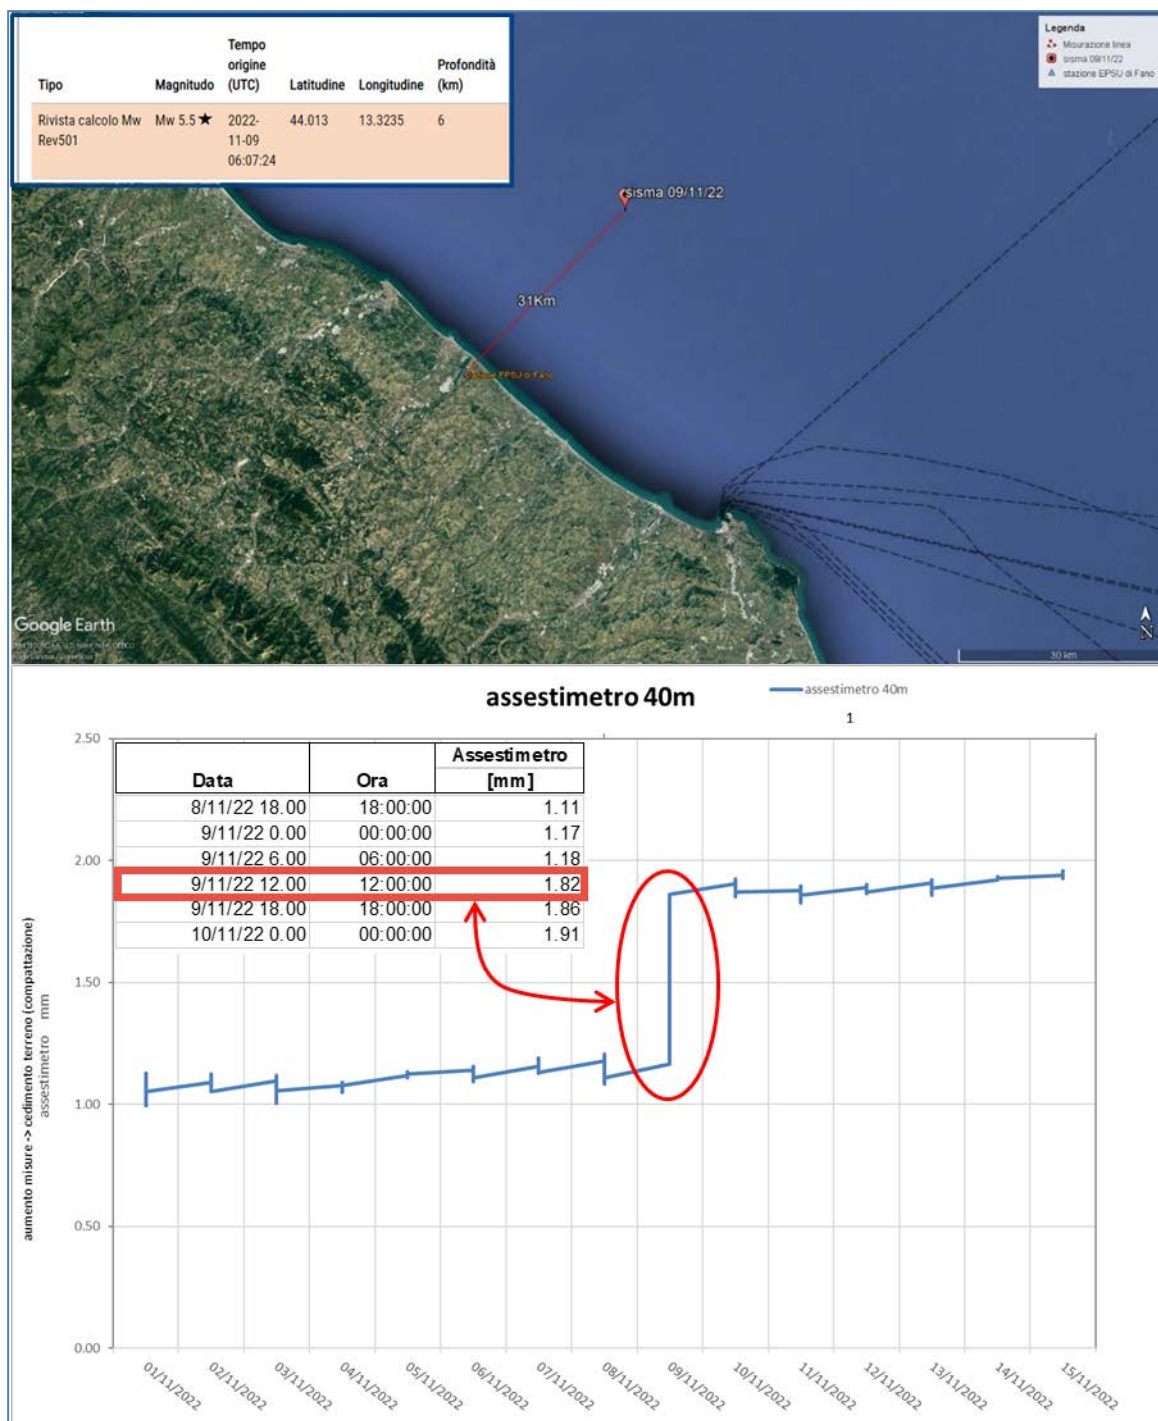 Tipo Magnitudo Tempo origine (UTC) Latitudine Longitudine Profondità (km)
Rivista calcolo Mw Rev501 Mw 5.5★ 2022-11-09 06:07:24 44.013 13.3235 6
Legenda
Misurazione linea
sisma 09/11/22
stazione EPSU di Fano
sisma 09/11/22
31Km
stazione EPSU di Fano
Google Earth
N
30 km
assestimetro 40m
assestimetro 40m
1
Data Ora Assestimetro [mm]
8/11/22 18.00 18:00:00 1.11
9/11/22 0.00 00:00:00 1.17
9/11/22 6.00 06:00:00 1.18
9/11/22 12.00 12:00:00 1.82
9/11/22 18.00 18:00:00 1.86
10/11/22 0.00 00:00:00 1.91
aumento misure -> cedimento terreno (compattazione)
assestimetro mm
2.50
2.00
1.50
1.00
0.50
0.00
01/11/2022
02/11/2022
03/11/2022
04/11/2022
05/11/2022
06/11/2022
07/11/2022
08/11/2022
09/11/2022
10/11/2022
11/11/2022
12/11/2022
13/11/2022
14/11/2022
15/11/2022